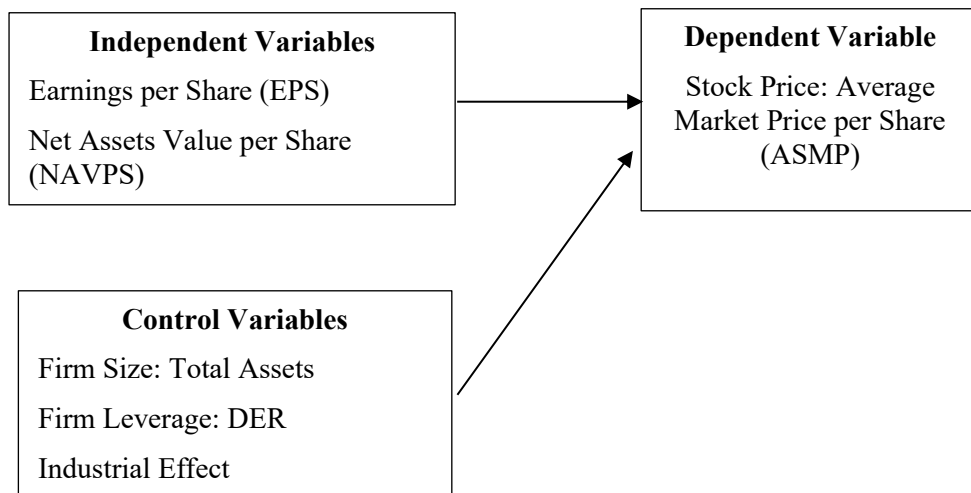 Independent Variables
Earnings per Share (EPS)
Net Assets Value per Share
(NAVPS)
Dependent Variable
Stock Price: Average
Market Price per Share
(ASMP)
Control Variables
Firm Size: Total Assets
Firm Leverage: DER
Industrial Effect